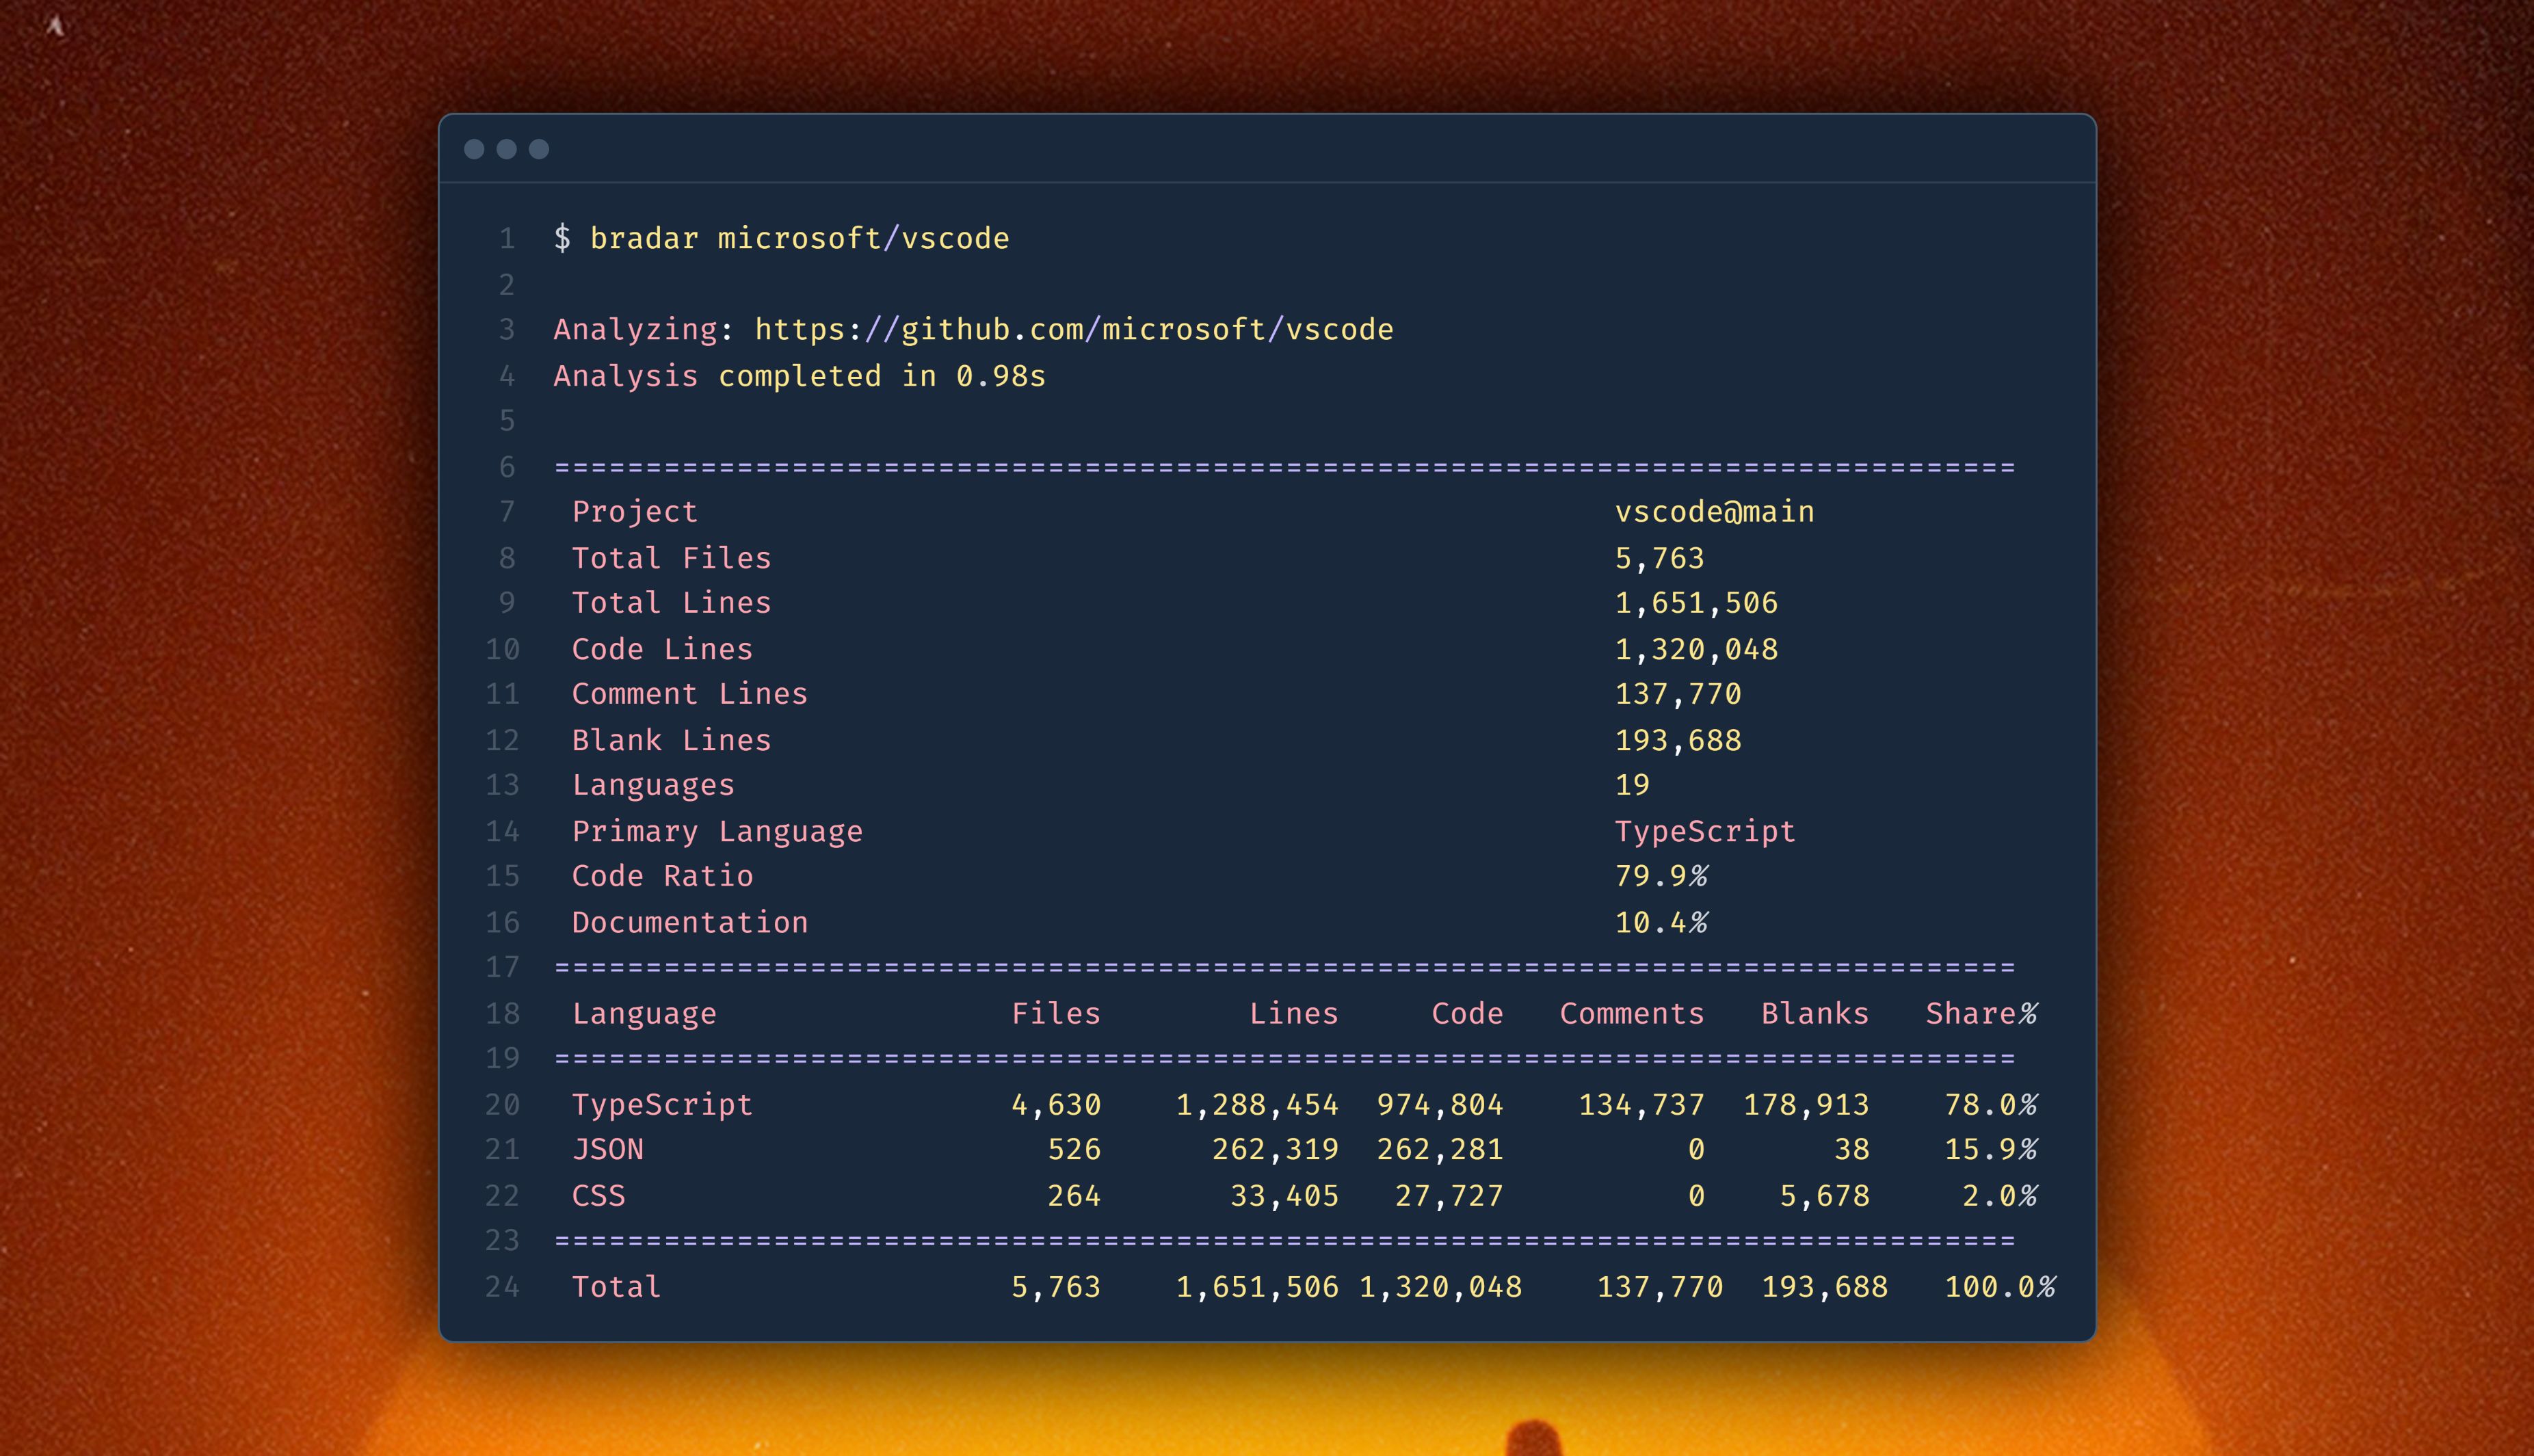 1 $ bradar microsoft/vscode
2
3 Analyzing: https://github.com/microsoft/vscode
4 Analysis completed in 0.98s
5
6 ================================================================================
7 Project vscode@main
8 Total Files 5,763
9 Total Lines 1,651,506
10 Code Lines 1,320,048
11 Comment Lines 137,770
12 Blank Lines 193,688
13 Languages 19
14 Primary Language TypeScript
15 Code Ratio 79.9%
16 Documentation 10.4%
17 ================================================================================
18 Language Files Lines Code Comments Blanks Share%
19 ================================================================================
20 TypeScript 4,630 1,288,454 974,804 134,737 178,913 78.0%
21 JSON 526 262,319 262,281 0 38 15.9%
22 CSS 264 33,405 27,727 0 5,678 2.0%
23 ================================================================================
24 Total 5,763 1,651,506 1,320,048 137,770 193,688 100.0%